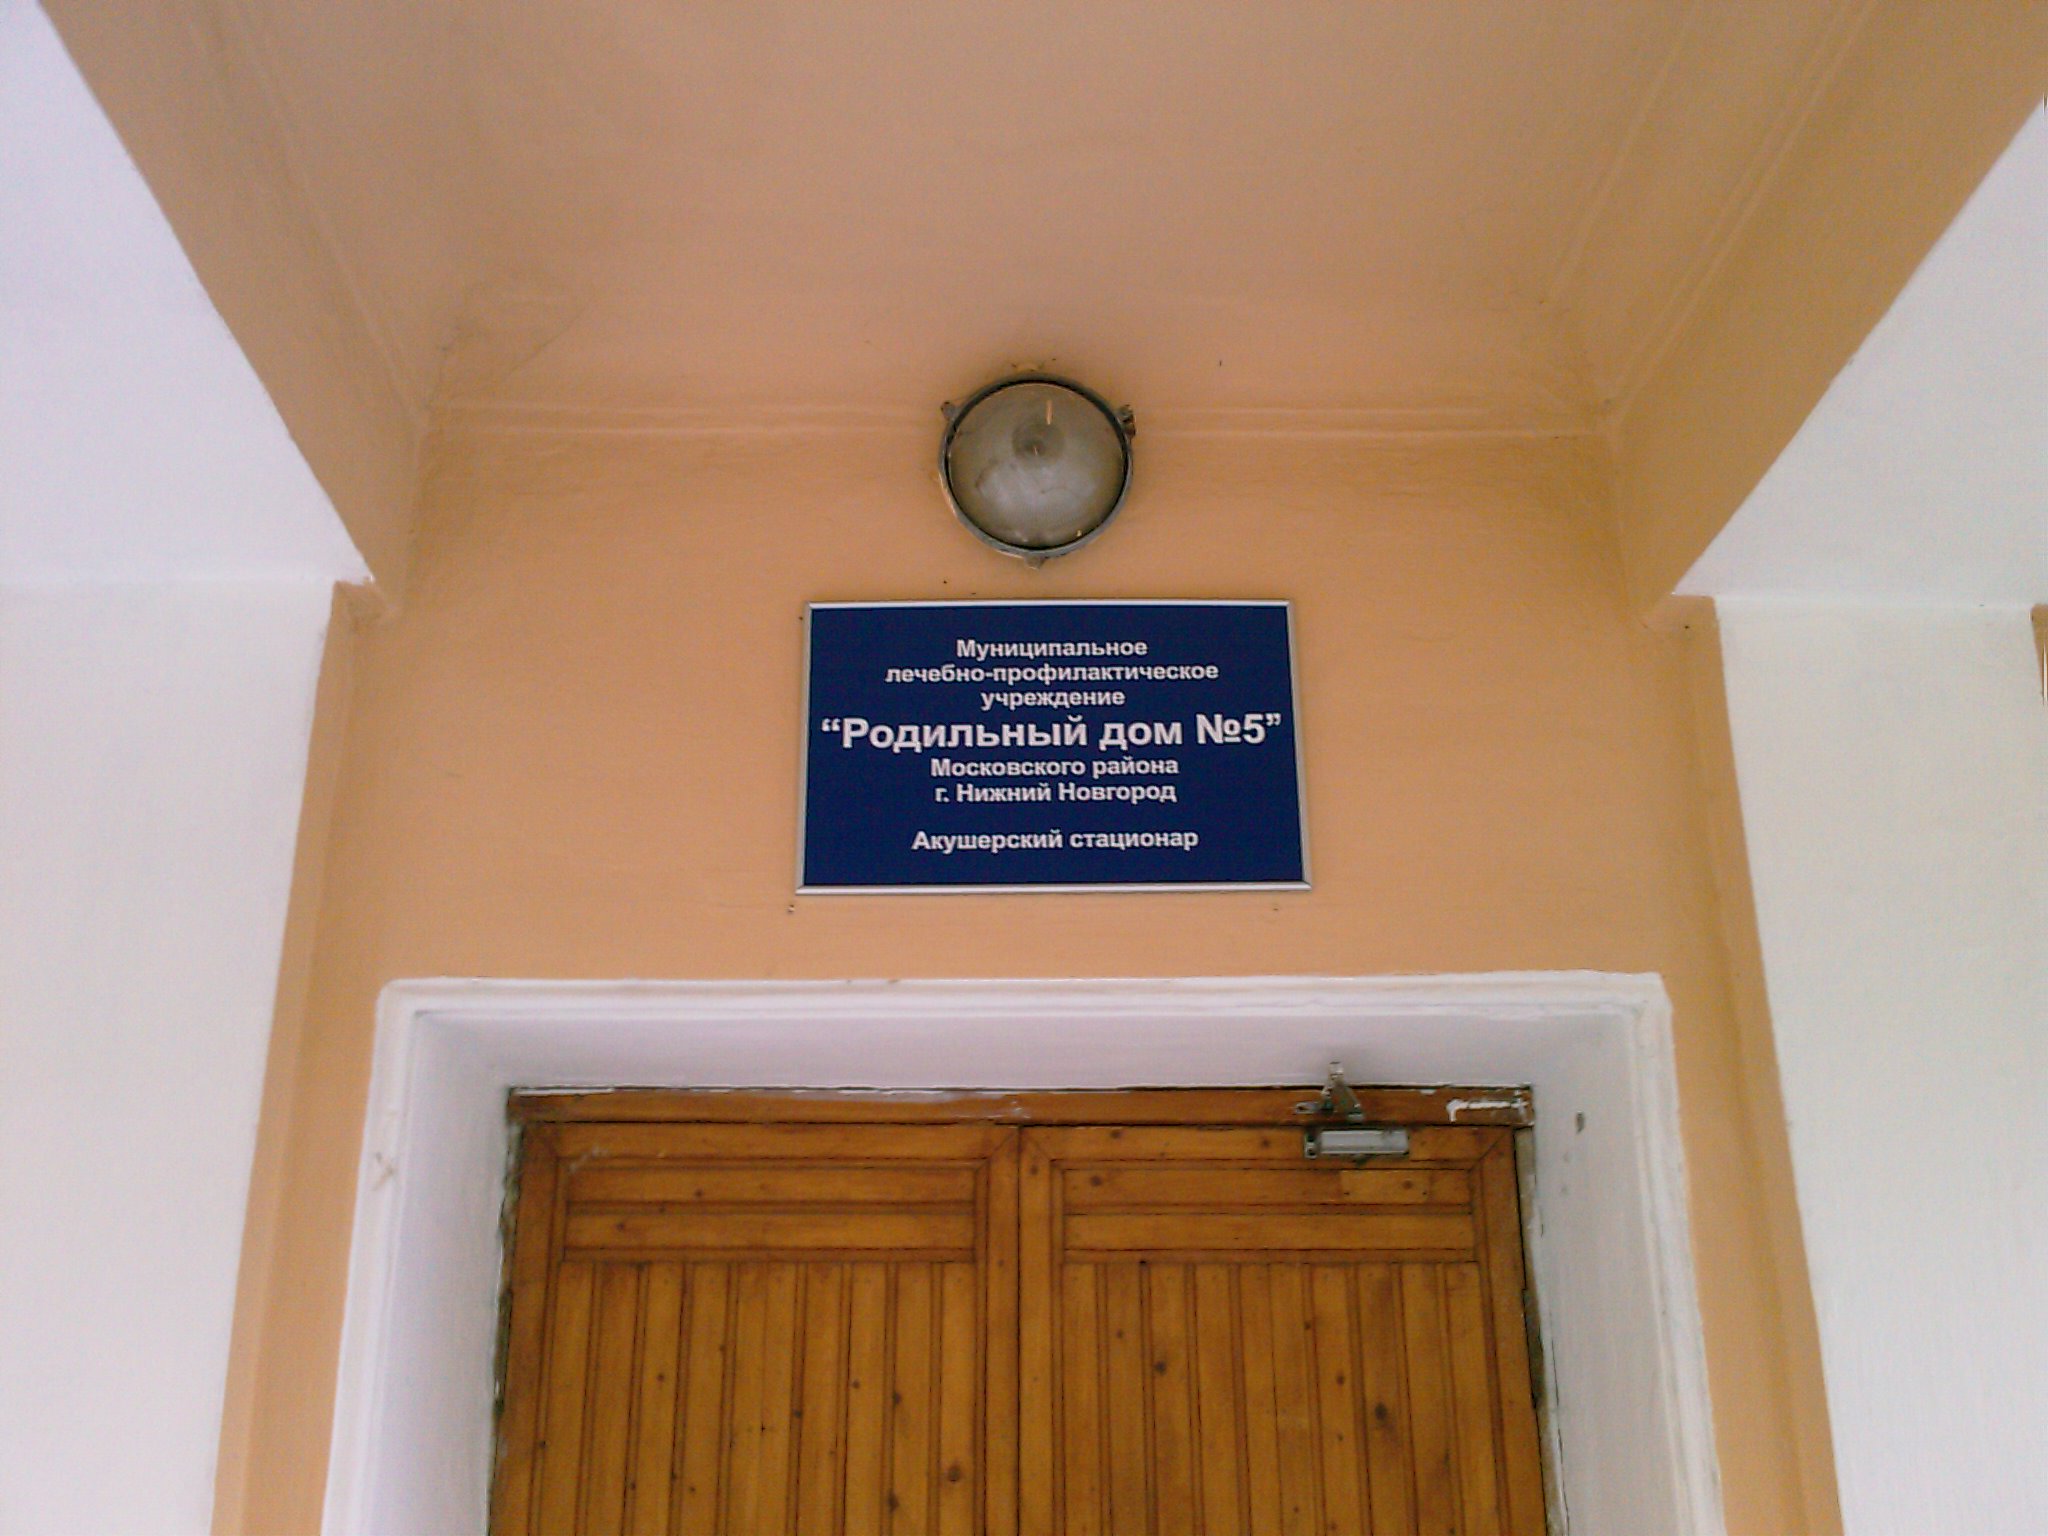 Муниципальное
лечебно-профилактическое
учреждение
“Родильный дом №5”
Московского района
г. Нижний Новгород
Акушерский стационар